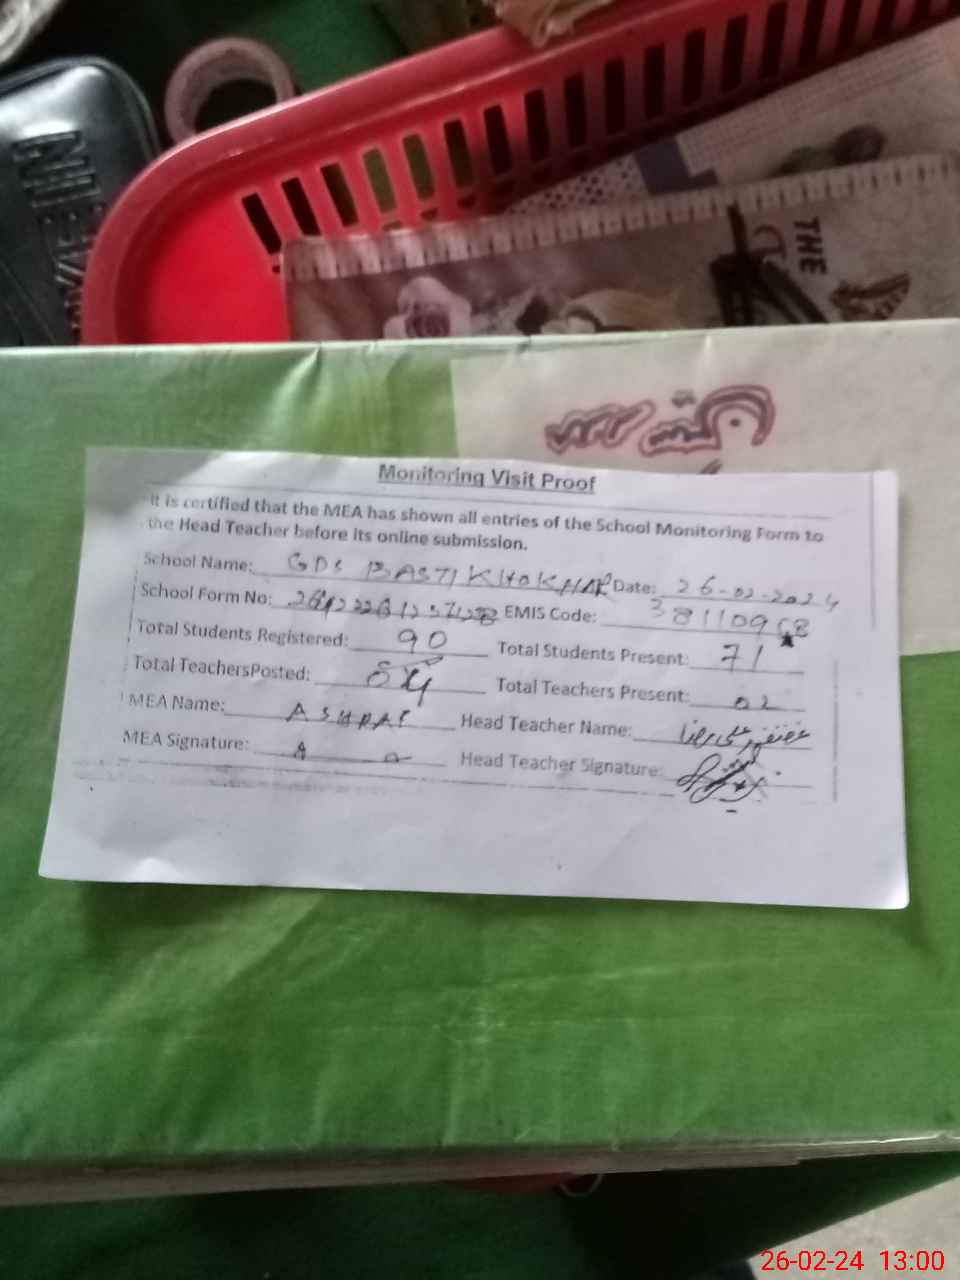 THE
Monitoring Visit Proof
It is certified that the MEA has shown all entries of the School Monitoring Form to
the Head Teacher before its online submission.
School Name: GDS BASTI KHOKHAR Date: 26-02-2024
School Form No: EMIS Code:
Total Students Registered: 90 Total Students Present: 71
Total TeachersPosted: Total Teachers Present: 02
MEA Name: ASHRAF Head Teacher Name:
MEA Signature: Head Teacher Signature:
26-02-24 13:00